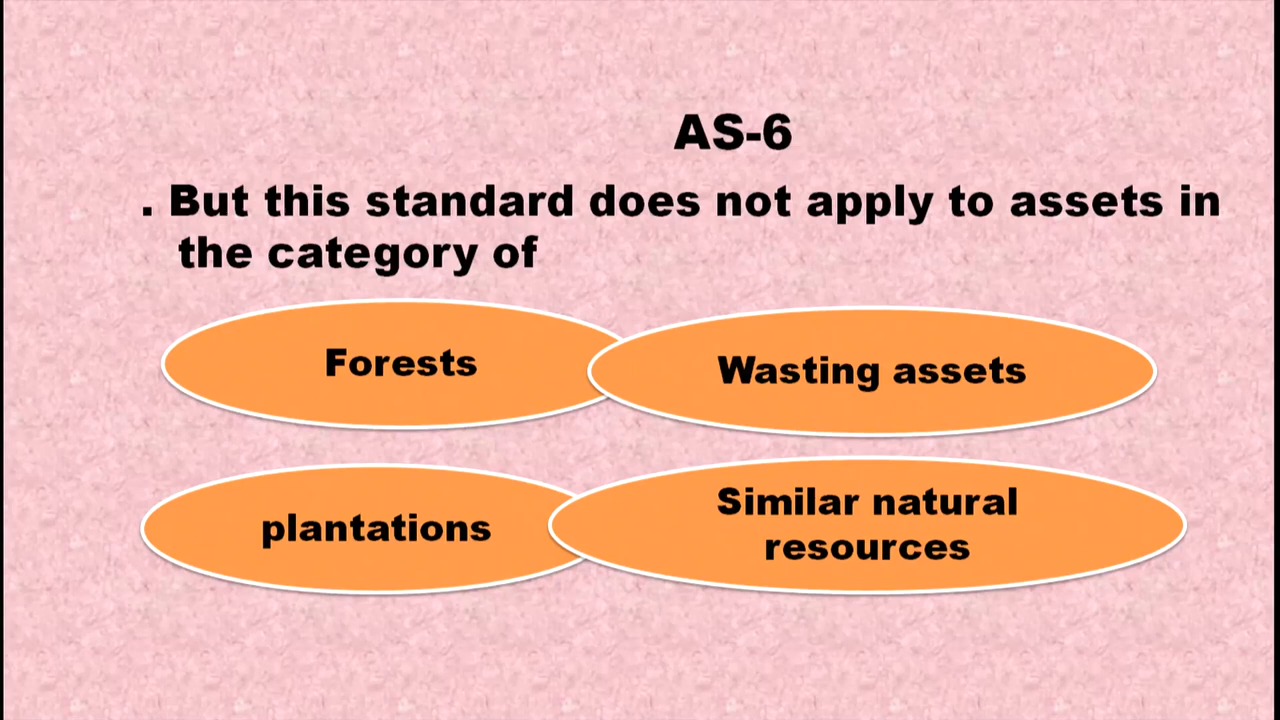 AS-6
. But this standard does not apply to assets in
the category of
Forests
Wasting assets
plantations
Similar natural
resources